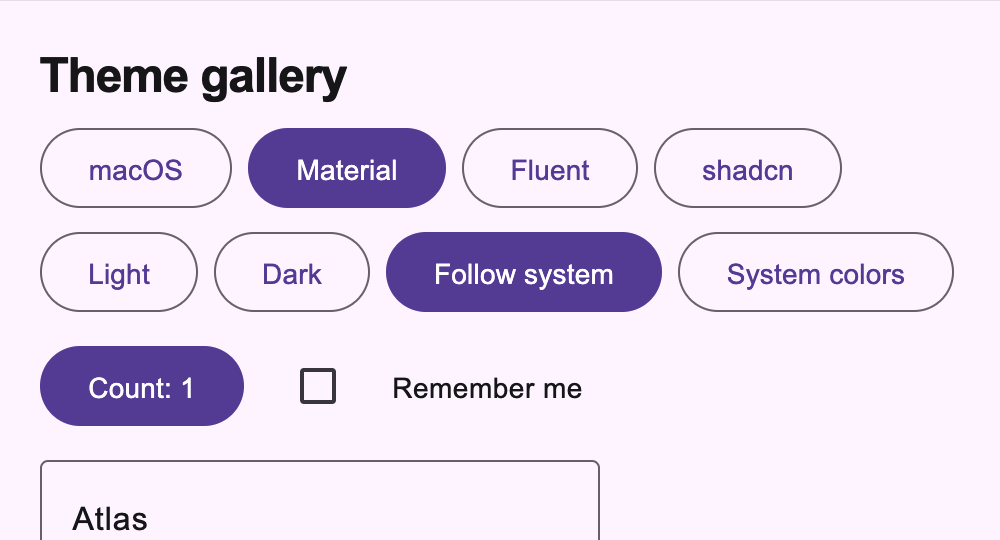 Theme gallery
macOS Material Fluent shadcn
Light Dark Follow system System colors
Count: 1 Remember me
Atlas